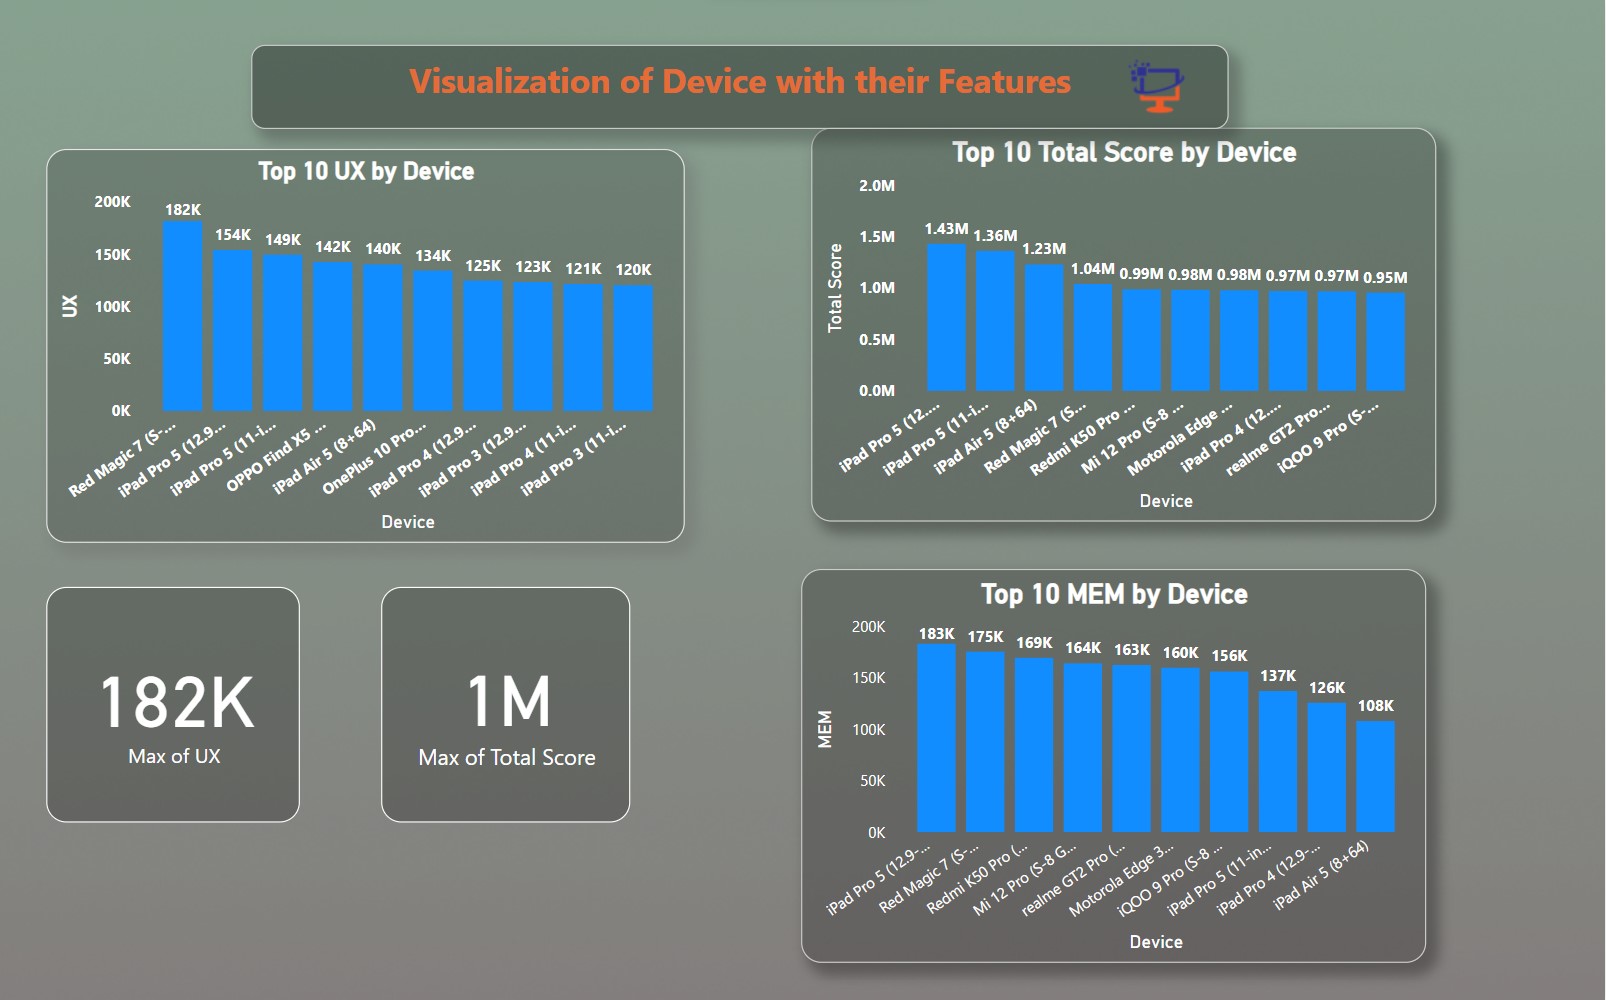 Visualization of Device with their Features
Top 10 UX by Device
UX
200K
150K
100K
50K
0K
182K
154K
149K
142K
140K
134K
125K
123K
121K
120K
Red Magic 7 (S-...
iPad Pro 5 (12.9...
iPad Pro 5 (11-i...
OPPO Find X5 ...
iPad Air 5 (8+64)
OnePlus 10 Pro...
iPad Pro 4 (12.9...
iPad Pro 3 (12.9...
iPad Pro 4 (11-i...
iPad Pro 3 (11-i...
Device
Top 10 Total Score by Device
Total Score
2.0M
1.5M
1.0M
0.5M
0.0M
1.43M
1.36M
1.23M
1.04M
0.99M
0.98M
0.98M
0.97M
0.97M
0.95M
iPad Pro 5 (12....
iPad Pro 5 (11-i...
iPad Air 5 (8+64)
Red Magic 7 (S...
Redmi K50 Pro ...
Mi 12 Pro (S-8 ...
Motorola Edge ...
iPad Pro 4 (12....
realme GT2 Pro...
iQOO 9 Pro (S-...
Device
182K
Max of UX
1M
Max of Total Score
Top 10 MEM by Device
MEM
200K
150K
100K
50K
0K
183K
175K
169K
164K
163K
160K
156K
137K
126K
108K
iPad Pro 5 (12.9-...
Red Magic 7 (S-...
Redmi K50 Pro (...
Mi 12 Pro (S-8 G...
realme GT2 Pro (...
Motorola Edge 3...
iQOO 9 Pro (S-8 ...
iPad Pro 5 (11-in...
iPad Pro 4 (12.9-...
iPad Air 5 (8+64)
Device